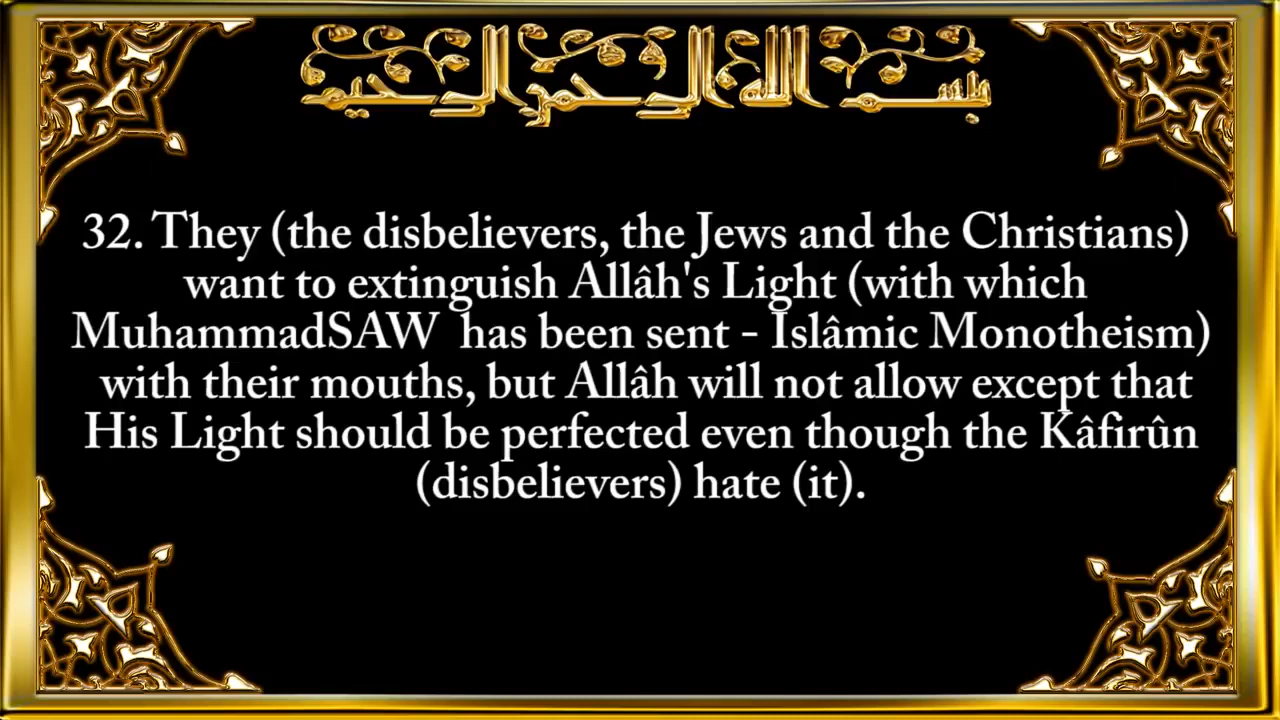 بسم الله الرحمن الرحيم
32. They (the disbelievers, the Jews and the Christians)
want to extinguish Allâh's Light (with which
MuhammadSAW has been sent - Islâmic Monotheism)
with their mouths, but Allâh will not allow except that
His Light should be perfected even though the Kâfirûn
(disbelievers) hate (it).